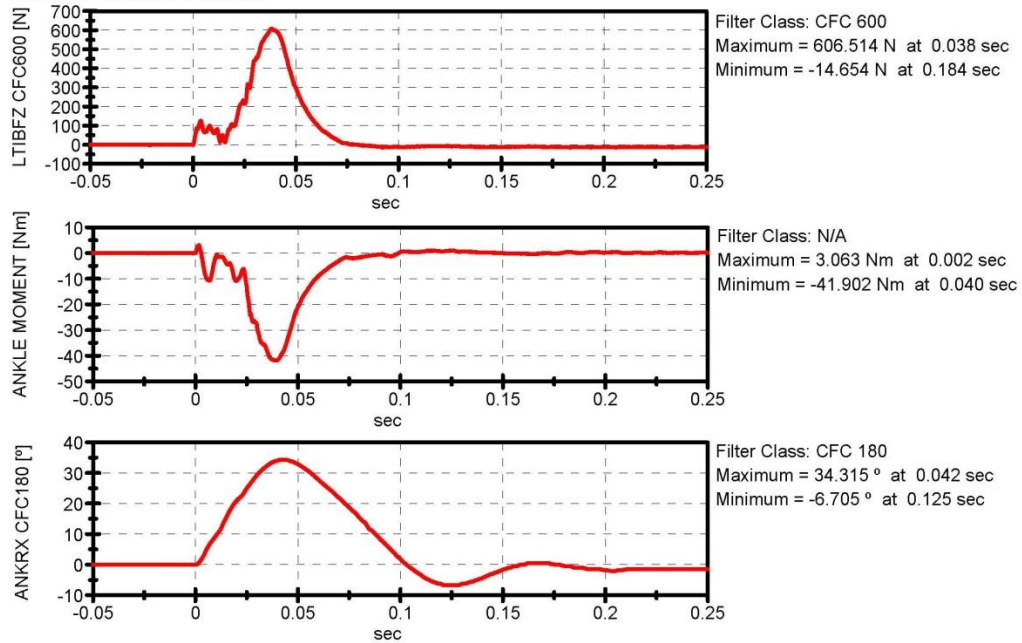 LTIBFZ CFC600 [N]
700
600
500
400
300
200
100
0
-100
-0.05 0 0.05 0.1 0.15 0.2 0.25
sec
Filter Class: CFC 600
Maximum = 606.514 N at 0.038 sec
Minimum = -14.654 N at 0.184 sec
ANKLE MOMENT [Nm]
10
0
-10
-20
-30
-40
-50
-0.05 0 0.05 0.1 0.15 0.2 0.25
sec
Filter Class: N/A
Maximum = 3.063 Nm at 0.002 sec
Minimum = -41.902 Nm at 0.040 sec
ANKRX CFC180 [º]
40
30
20
10
0
-10
-0.05 0 0.05 0.1 0.15 0.2 0.25
sec
Filter Class: CFC 180
Maximum = 34.315 º at 0.042 sec
Minimum = -6.705 º at 0.125 sec